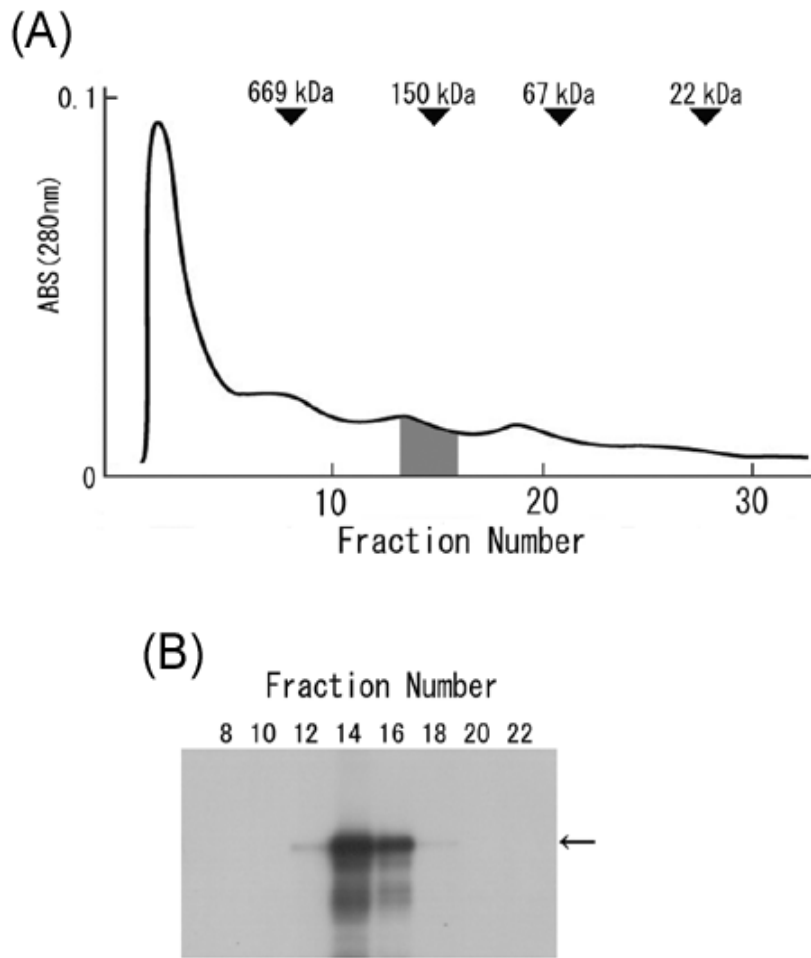 (A)
669 kDa 150 kDa 67 kDa 22 kDa
0.1
ABS(280nm)
0
10 20 30
Fraction Number
(B)
Fraction Number
8 10 12 14 16 18 20 22
←